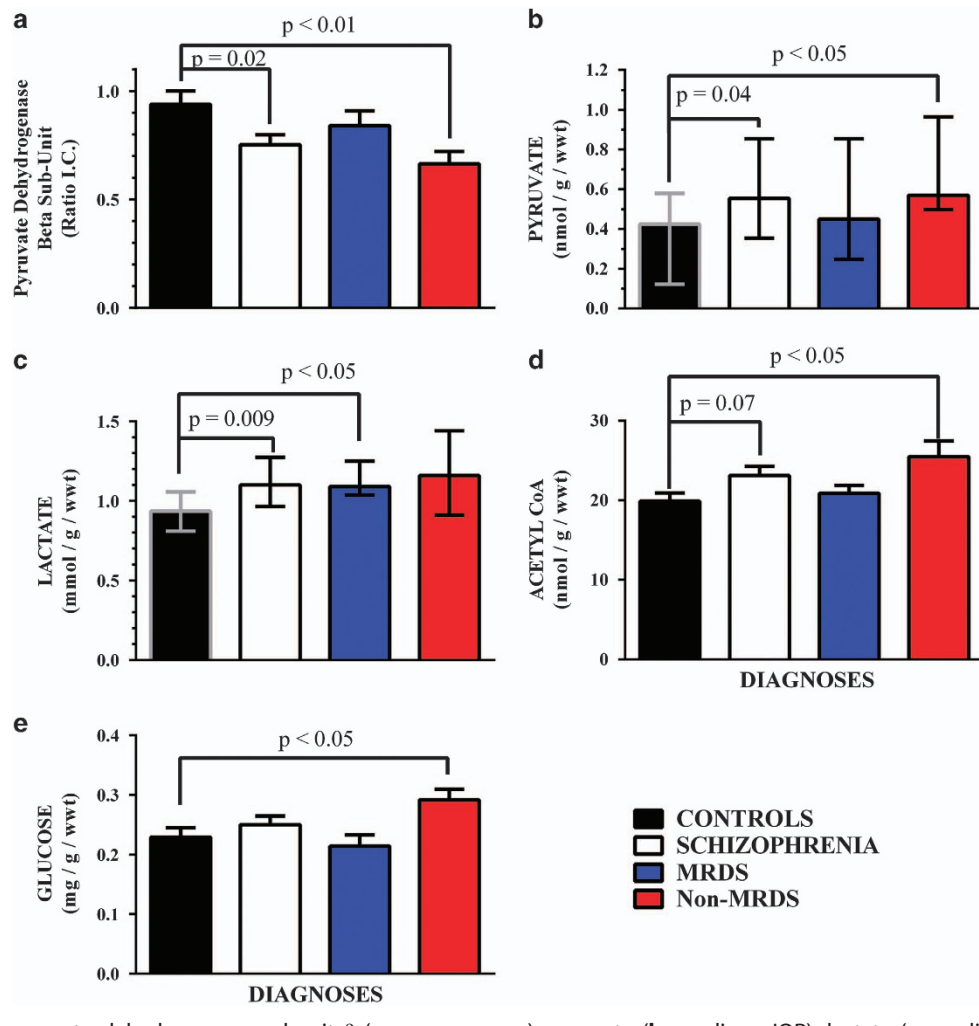 a
p < 0.01
p = 0.02
Pyruvate Dehydrogenase
Beta Sub-Unit
(Ratio I.C.)
1.0
0.5
0.0
b
p < 0.05
p = 0.04
PYRUVATE
(nmol / g / wwt)
1.2
1.0
0.8
0.6
0.4
0.2
0.0
c
p < 0.05
p = 0.009
LACTATE
(mmol / g / wwt)
1.5
1.0
0.5
0.0
d
p < 0.05
p = 0.07
ACETYL CoA
(nmol / g / wwt)
30
20
10
0
DIAGNOSES
e
p < 0.05
GLUCOSE
(mg / g / wwt)
0.4
0.3
0.2
0.1
0.0
DIAGNOSES
CONTROLS
SCHIZOPHRENIA
MRDS
Non-MRDS